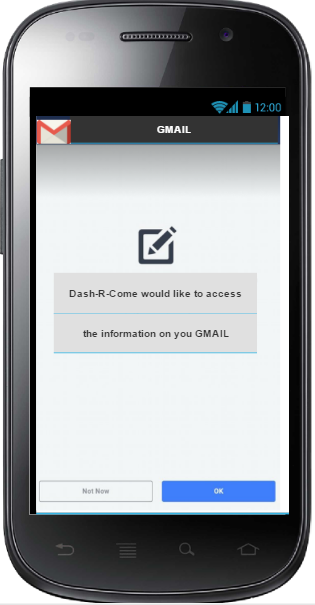 12:00
GMAIL
Dash-R-Come would like to access
the information on you GMAIL
Not Now
OK